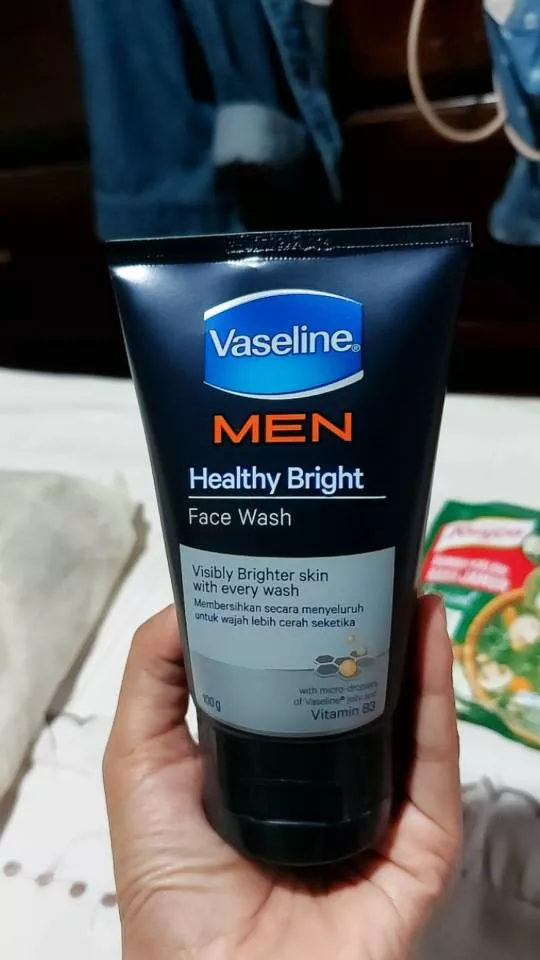 Vaseline®
MEN
Healthy Bright
Face Wash
Visibly Brighter skin
with every wash
Membersihkan secara menyeluruh
untuk wajah lebih cerah seketika
with micro-droplets
of Vaseline® jelly and
Vitamin B3
100 g